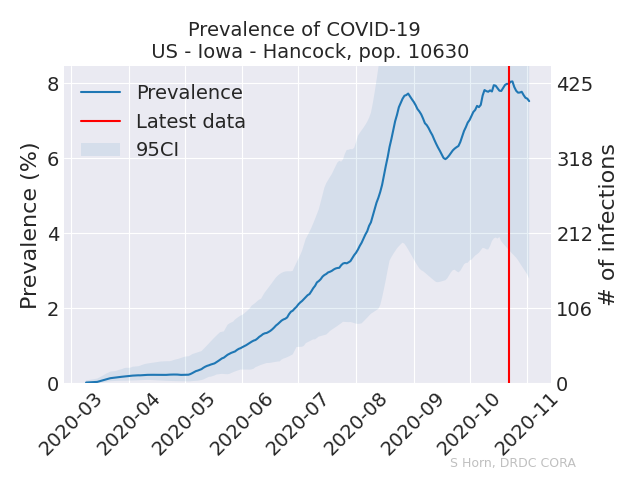 Prevalence of COVID-19
US - Iowa - Hancock, pop. 10630
Prevalence
Latest data
95CI
Prevalence (%)
8
6
4
2
0
# of infections
425
318
212
106
0
2020-03
2020-04
2020-05
2020-06
2020-07
2020-08
2020-09
2020-10
2020-11
S Horn, DRDC CORA